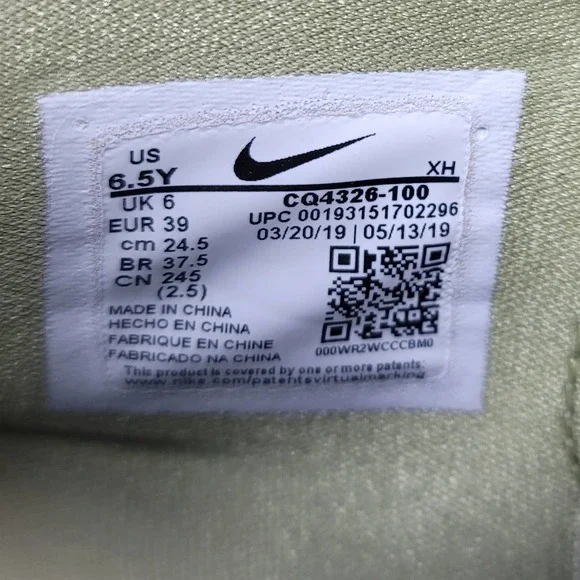 US
6.5Y
XH
UK 6
CQ4326-100
EUR 39
UPC 00193151702296
cm 24.5
03/20/19 | 05/13/19
BR 37.5
CN 245
(2.5)
MADE IN CHINA
HECHO EN CHINA
FABRIQUE EN CHINE
FABRICADO NA CHINA
000WR2WCCCBM0
This product is covered by one or more patents.
www.nike.com/patentsvirtualmarking